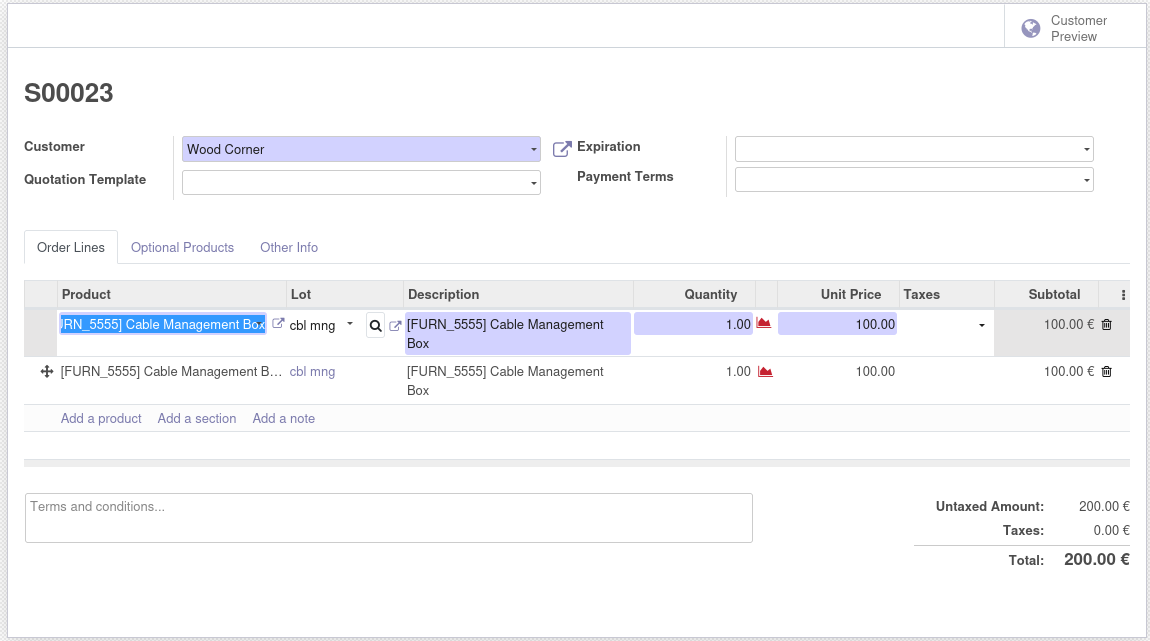 Customer
Preview
S00023
Customer
Wood Corner
Expiration
Quotation Template
Payment Terms
Order Lines Optional Products Other Info
Product Lot Description Quantity Unit Price Taxes Subtotal
RN_5555] Cable Management Box cbl mng [FURN_5555] Cable Management 1.00 100.00 100.00 €
Box
[FURN_5555] Cable Management B... cbl mng [FURN_5555] Cable Management 1.00 100.00 100.00 €
Box
Add a product Add a section Add a note
Terms and conditions...
Untaxed Amount: 200.00 €
Taxes: 0.00 €
Total: 200.00 €